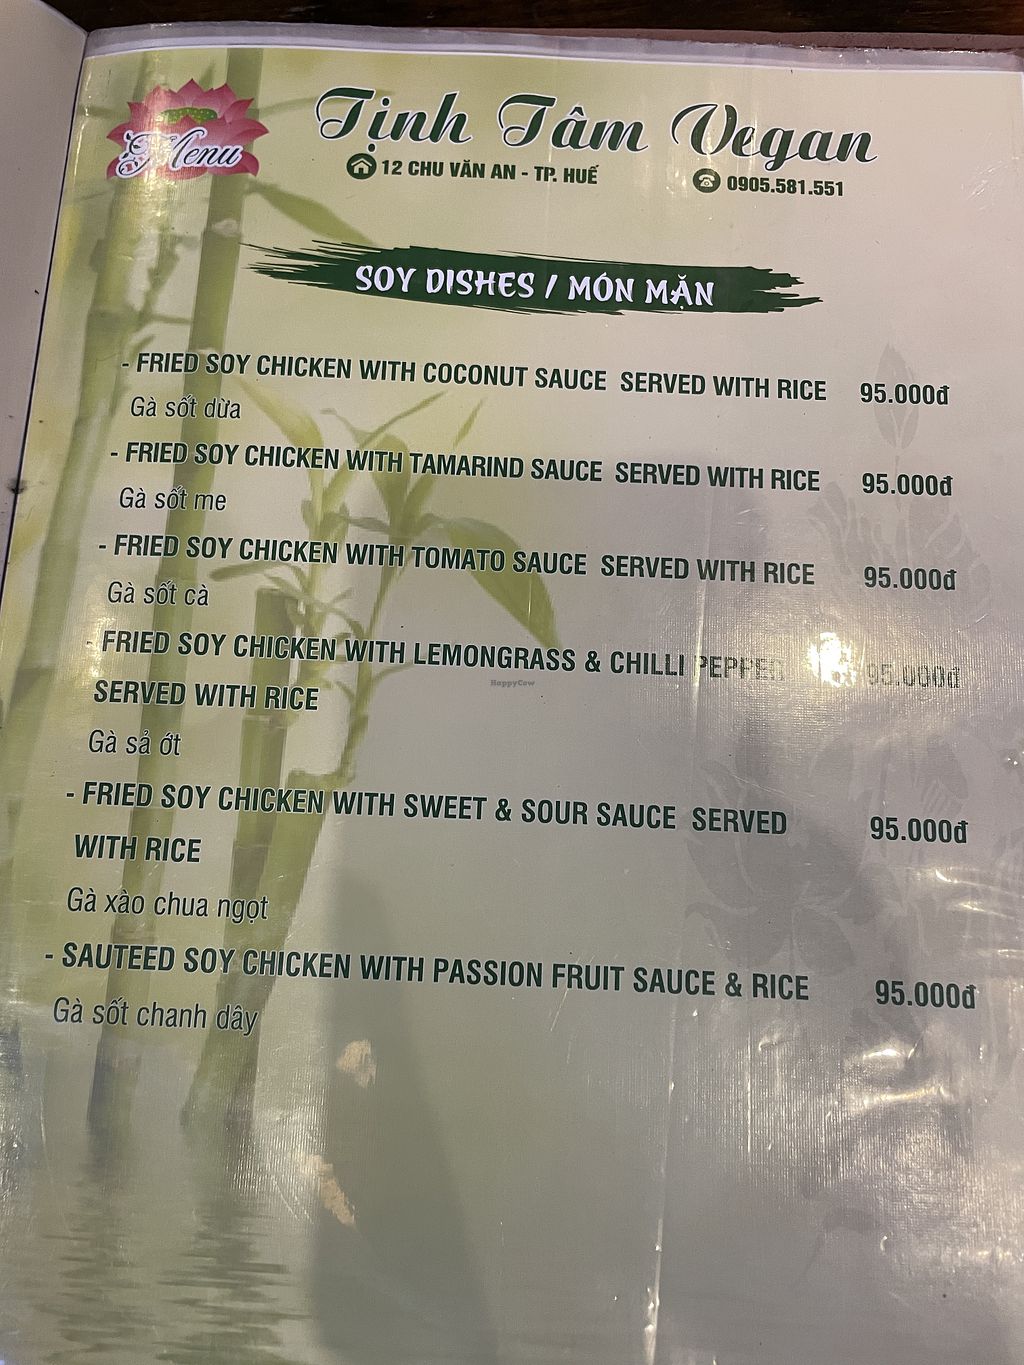 Menu
Tịnh Tâm Vegan
12 CHU VĂN AN - TP. HUẾ
0905.581.551
SOY DISHES / MÓN MẶN
- FRIED SOY CHICKEN WITH COCONUT SAUCE SERVED WITH RICE 95.000đ
Gà sốt dừa
- FRIED SOY CHICKEN WITH TAMARIND SAUCE SERVED WITH RICE 95.000đ
Gà sốt me
- FRIED SOY CHICKEN WITH TOMATO SAUCE SERVED WITH RICE 95.000đ
Gà sốt cà
- FRIED SOY CHICKEN WITH LEMONGRASS & CHILLI PEPPER 95.000đ
SERVED WITH RICE
Gà sả ớt
- FRIED SOY CHICKEN WITH SWEET & SOUR SAUCE SERVED 95.000đ
WITH RICE
Gà xào chua ngọt
- SAUTEED SOY CHICKEN WITH PASSION FRUIT SAUCE & RICE 95.000đ
Gà sốt chanh dây
HappyCow